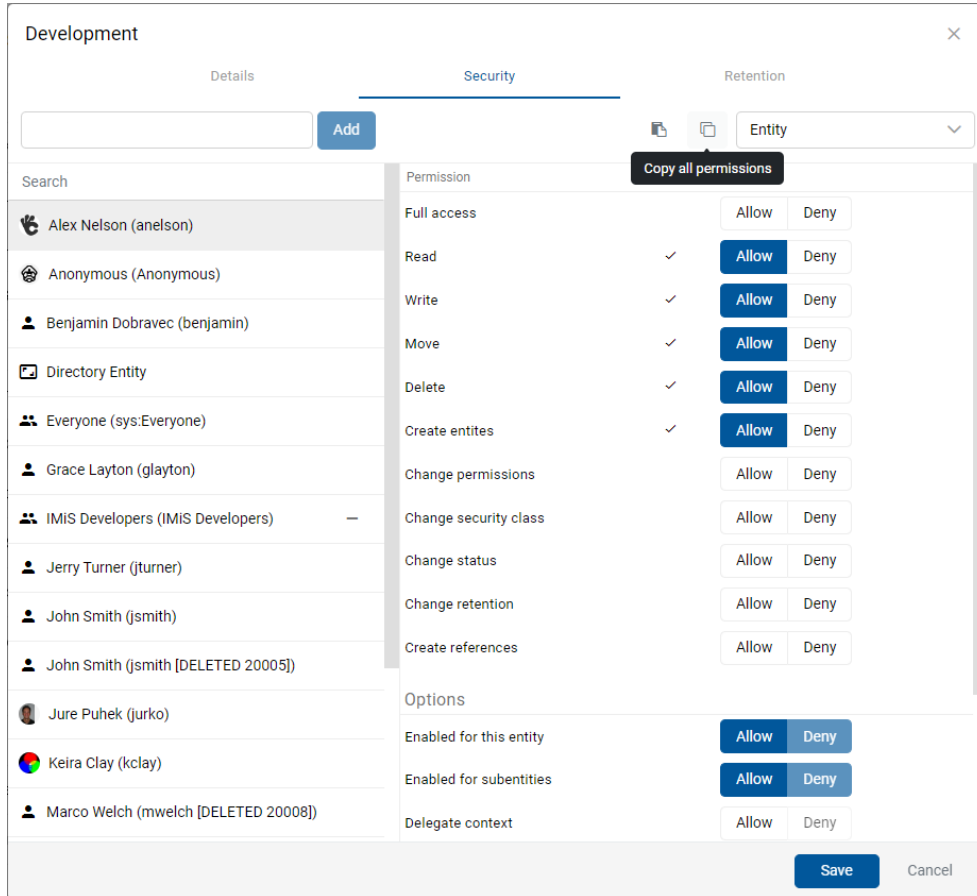 Development
Details
Security
Retention
Add
Entity
Copy all permissions
Search
Alex Nelson (anelson)
Anonymous (Anonymous)
Benjamin Dobravec (benjamin)
Directory Entity
Everyone (sys:Everyone)
Grace Layton (glayton)
IMiS Developers (IMiS Developers)
Jerry Turner (jturner)
John Smith (jsmith)
John Smith (jsmith [DELETED 20005])
Jure Puhek (jurko)
Keira Clay (kclay)
Marco Welch (mwelch [DELETED 20008])
Permission
Full access Allow Deny
Read Allow Deny
Write Allow Deny
Move Allow Deny
Delete Allow Deny
Create entites Allow Deny
Change permissions Allow Deny
Change security class Allow Deny
Change status Allow Deny
Change retention Allow Deny
Create references Allow Deny
Options
Enabled for this entity Allow Deny
Enabled for subentities Allow Deny
Delegate context Allow Deny
Save
Cancel